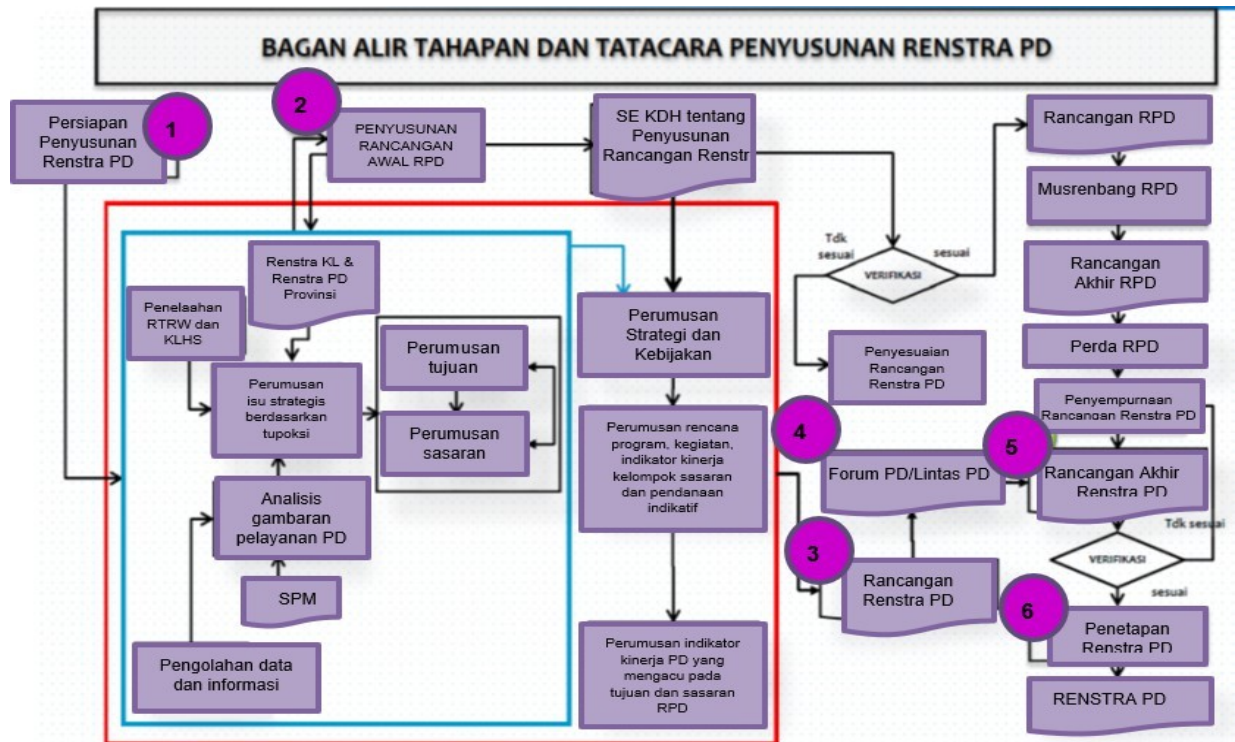 BAGAN ALIR TAHAPAN DAN TATACARA PENYUSUNAN RENSTRA PD
1
Persiapan
Penyusunan
Renstra PD
2
PENYUSUNAN
RANCANGAN
AWAL RPD
SE KDH tentang
Penyusunan
Rancangan Renstr
Rancangan RPD
Musrenbang RPD
Rancangan
Akhir RPD
Perda RPD
Penyempurnaan
Rancangan Renstra PD
Tdk
sesuai
sesuai
VERIFIKASI
Penyesuaian
Rancangan
Renstra PD
Renstra KL &
Renstra PD
Provinsi
Penelaahan
RTRW dan
KLHS
Perumusan
isu strategis
berdasarkan
tupoksi
Perumusan
tujuan
Perumusan
sasaran
Analisis
gambaran
pelayanan PD
SPM
Pengolahan data
dan informasi
Perumusan
Strategi dan
Kebijakan
Perumusan rencana
program, kegiatan,
indikator kinerja
kelompok sasaran
dan pendanaan
indikatif
Perumusan indikator
kinerja PD yang
mengacu pada
tujuan dan sasaran
RPD
3
Rancangan
Renstra PD
4
Forum PD/Lintas PD
5
Rancangan Akhir
Renstra PD
Tdk sesuai
VERIFIKASI
sesuai
6
Penetapan
Renstra PD
RENSTRA PD